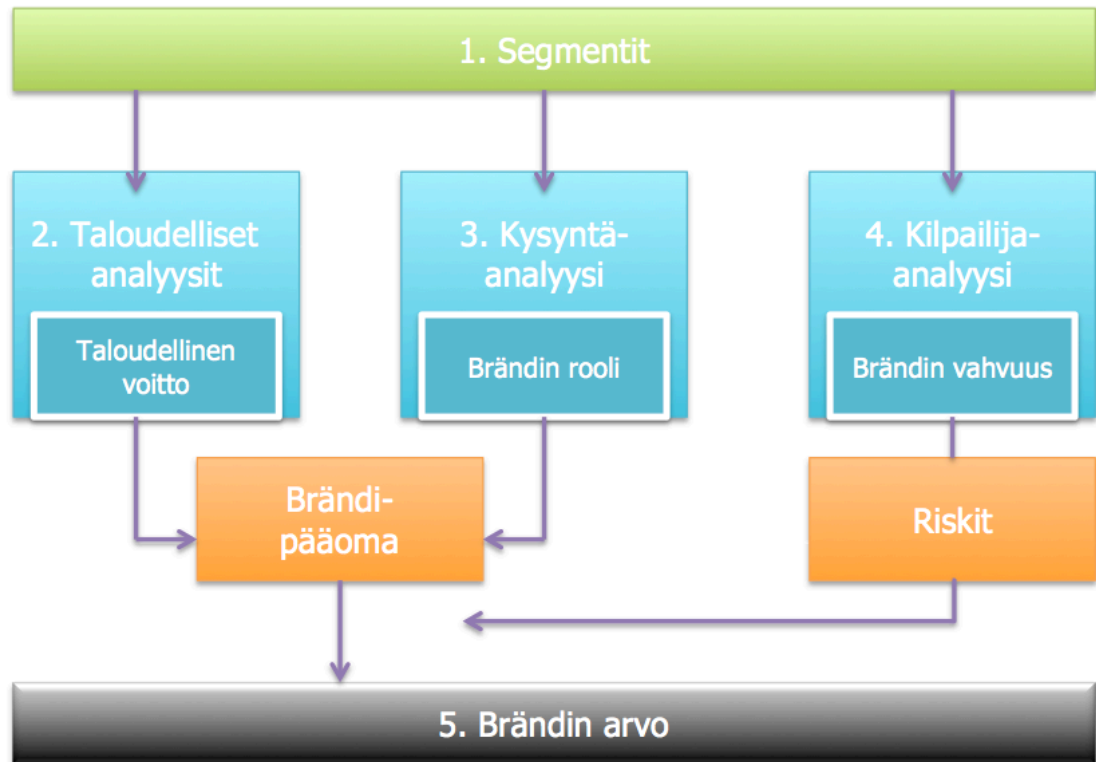 1. Segmentit
2. Taloudelliset
analyysit
Taloudellinen
voitto
3. Kysyntä-
analyysi
Brändin rooli
4. Kilpailija-
analyysi
Brändin vahvuus
Brändi-
pääoma
Riskit
5. Brändin arvo